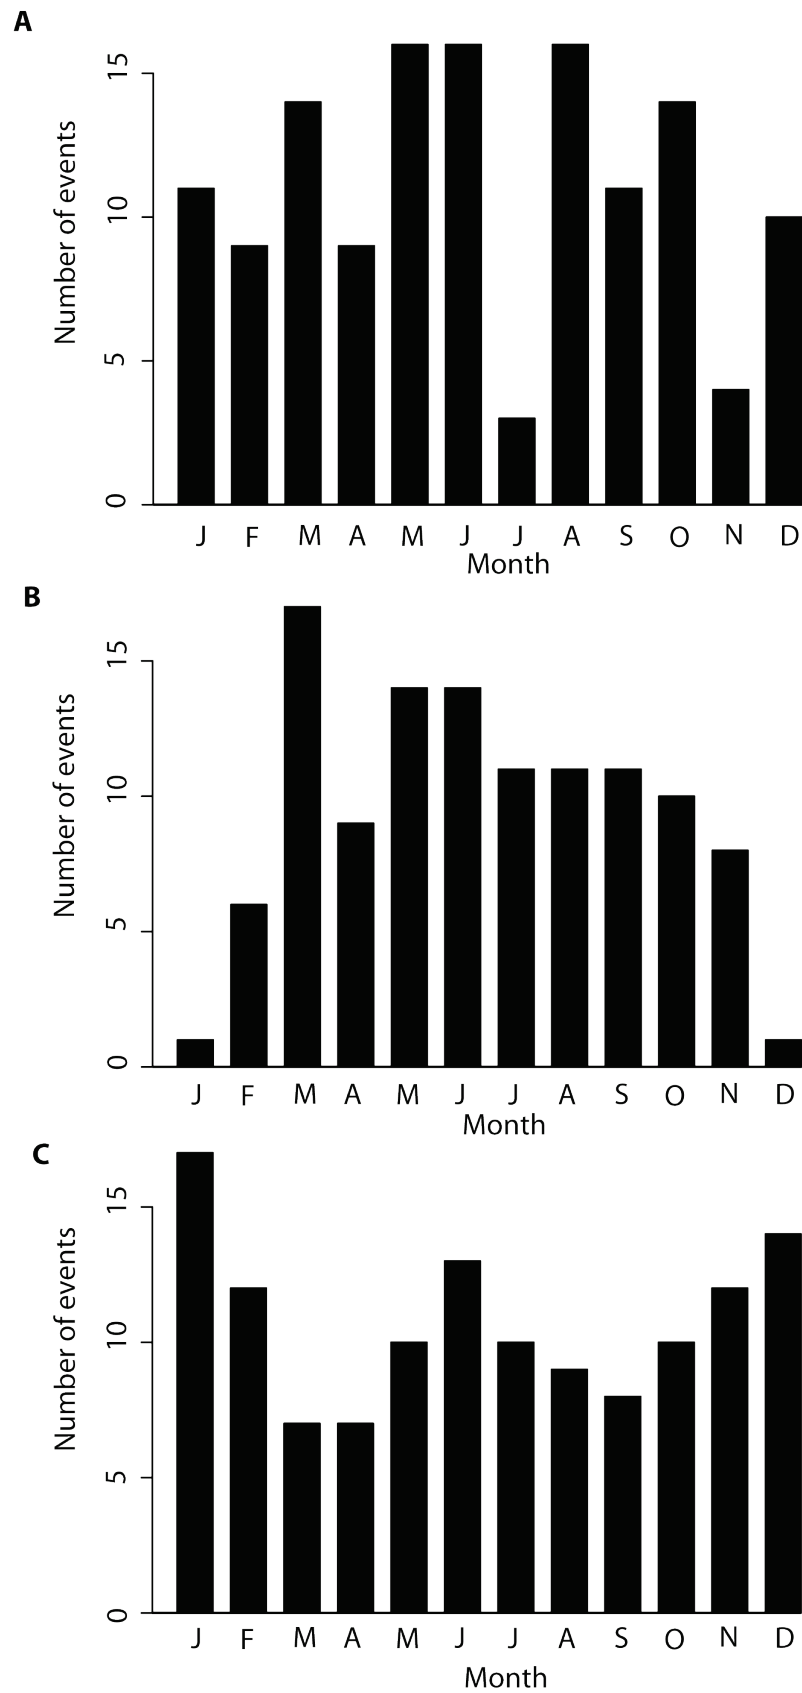 A
Number of events
15
10
5
0
J F M A M J J A S O N D
Month
B
Number of events
15
10
5
0
J F M A M J J A S O N D
Month
C
Number of events
15
10
5
0
J F M A M J J A S O N D
Month